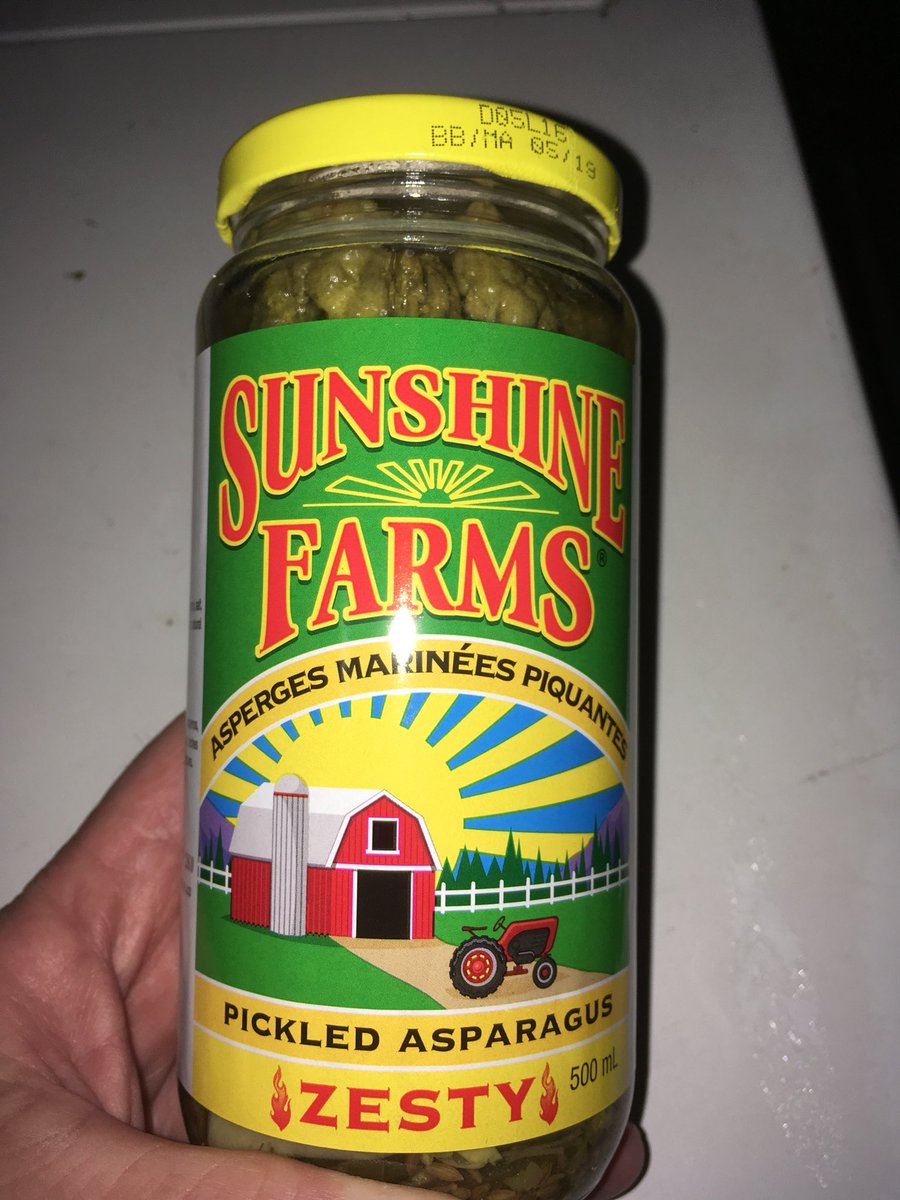 D05L16
BB/MA 05/19
SUNSHINE
FARMS®
ASPERGES MARINÉES PIQUANTES
PICKLED ASPARAGUS
ZESTY
500 mL